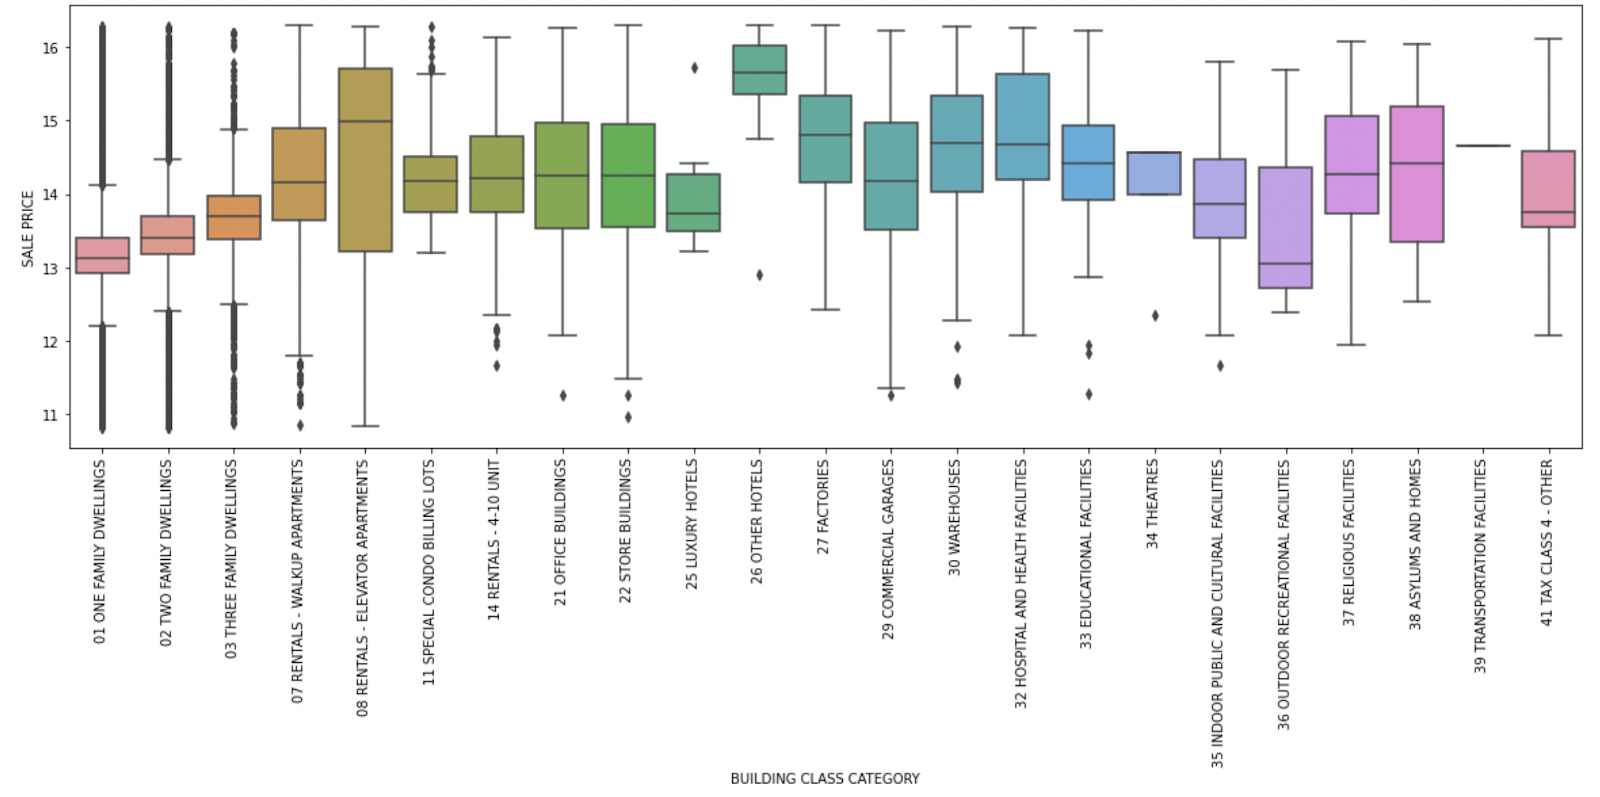 SALE PRICE
16
15
14
13
12
11
01 ONE FAMILY DWELLINGS
02 TWO FAMILY DWELLINGS
03 THREE FAMILY DWELLINGS
07 RENTALS - WALKUP APARTMENTS
08 RENTALS - ELEVATOR APARTMENTS
11 SPECIAL CONDO BILLING LOTS
14 RENTALS - 4-10 UNIT
21 OFFICE BUILDINGS
22 STORE BUILDINGS
25 LUXURY HOTELS
26 OTHER HOTELS
27 FACTORIES
29 COMMERCIAL GARAGES
30 WAREHOUSES
32 HOSPITAL AND HEALTH FACILITIES
33 EDUCATIONAL FACILITIES
34 THEATRES
35 INDOOR PUBLIC AND CULTURAL FACILITIES
36 OUTDOOR RECREATIONAL FACILITIES
37 RELIGIOUS FACILITIES
38 ASYLUMS AND HOMES
39 TRANSPORTATION FACILITIES
41 TAX CLASS 4 - OTHER
BUILDING CLASS CATEGORY